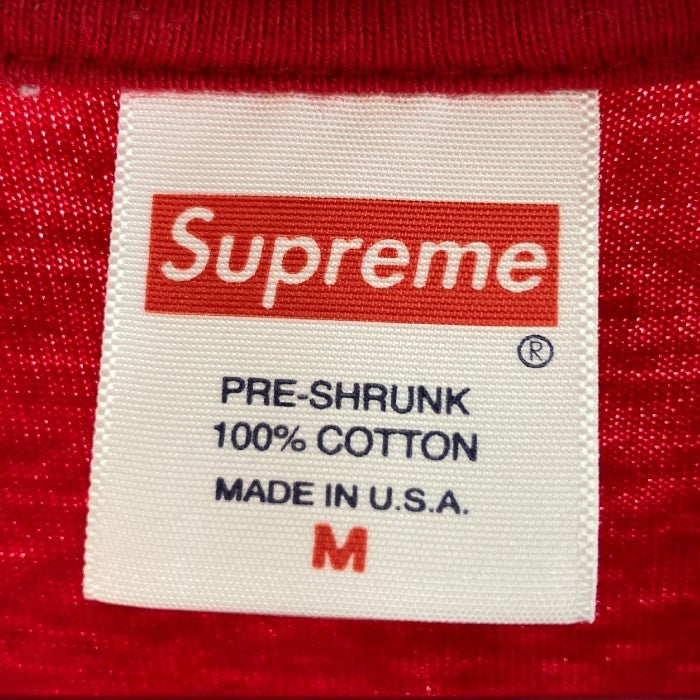 Supreme
®
PRE-SHRUNK
100% COTTON
MADE IN U.S.A.
M